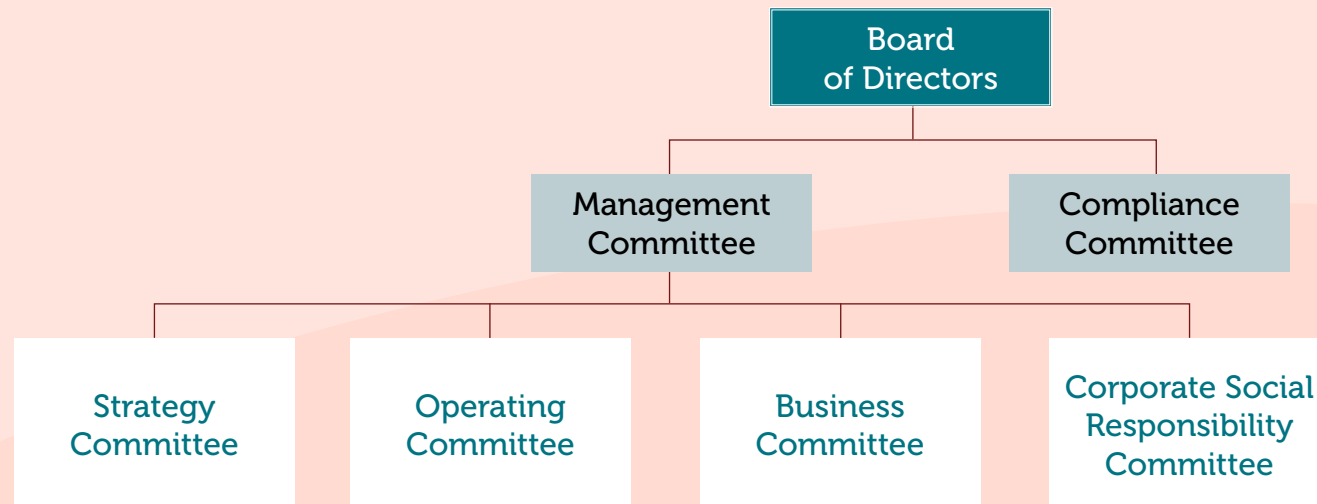 Board
of Directors
Management
Committee
Compliance
Committee
Strategy
Committee
Operating
Committee
Business
Committee
Corporate Social
Responsibility
Committee